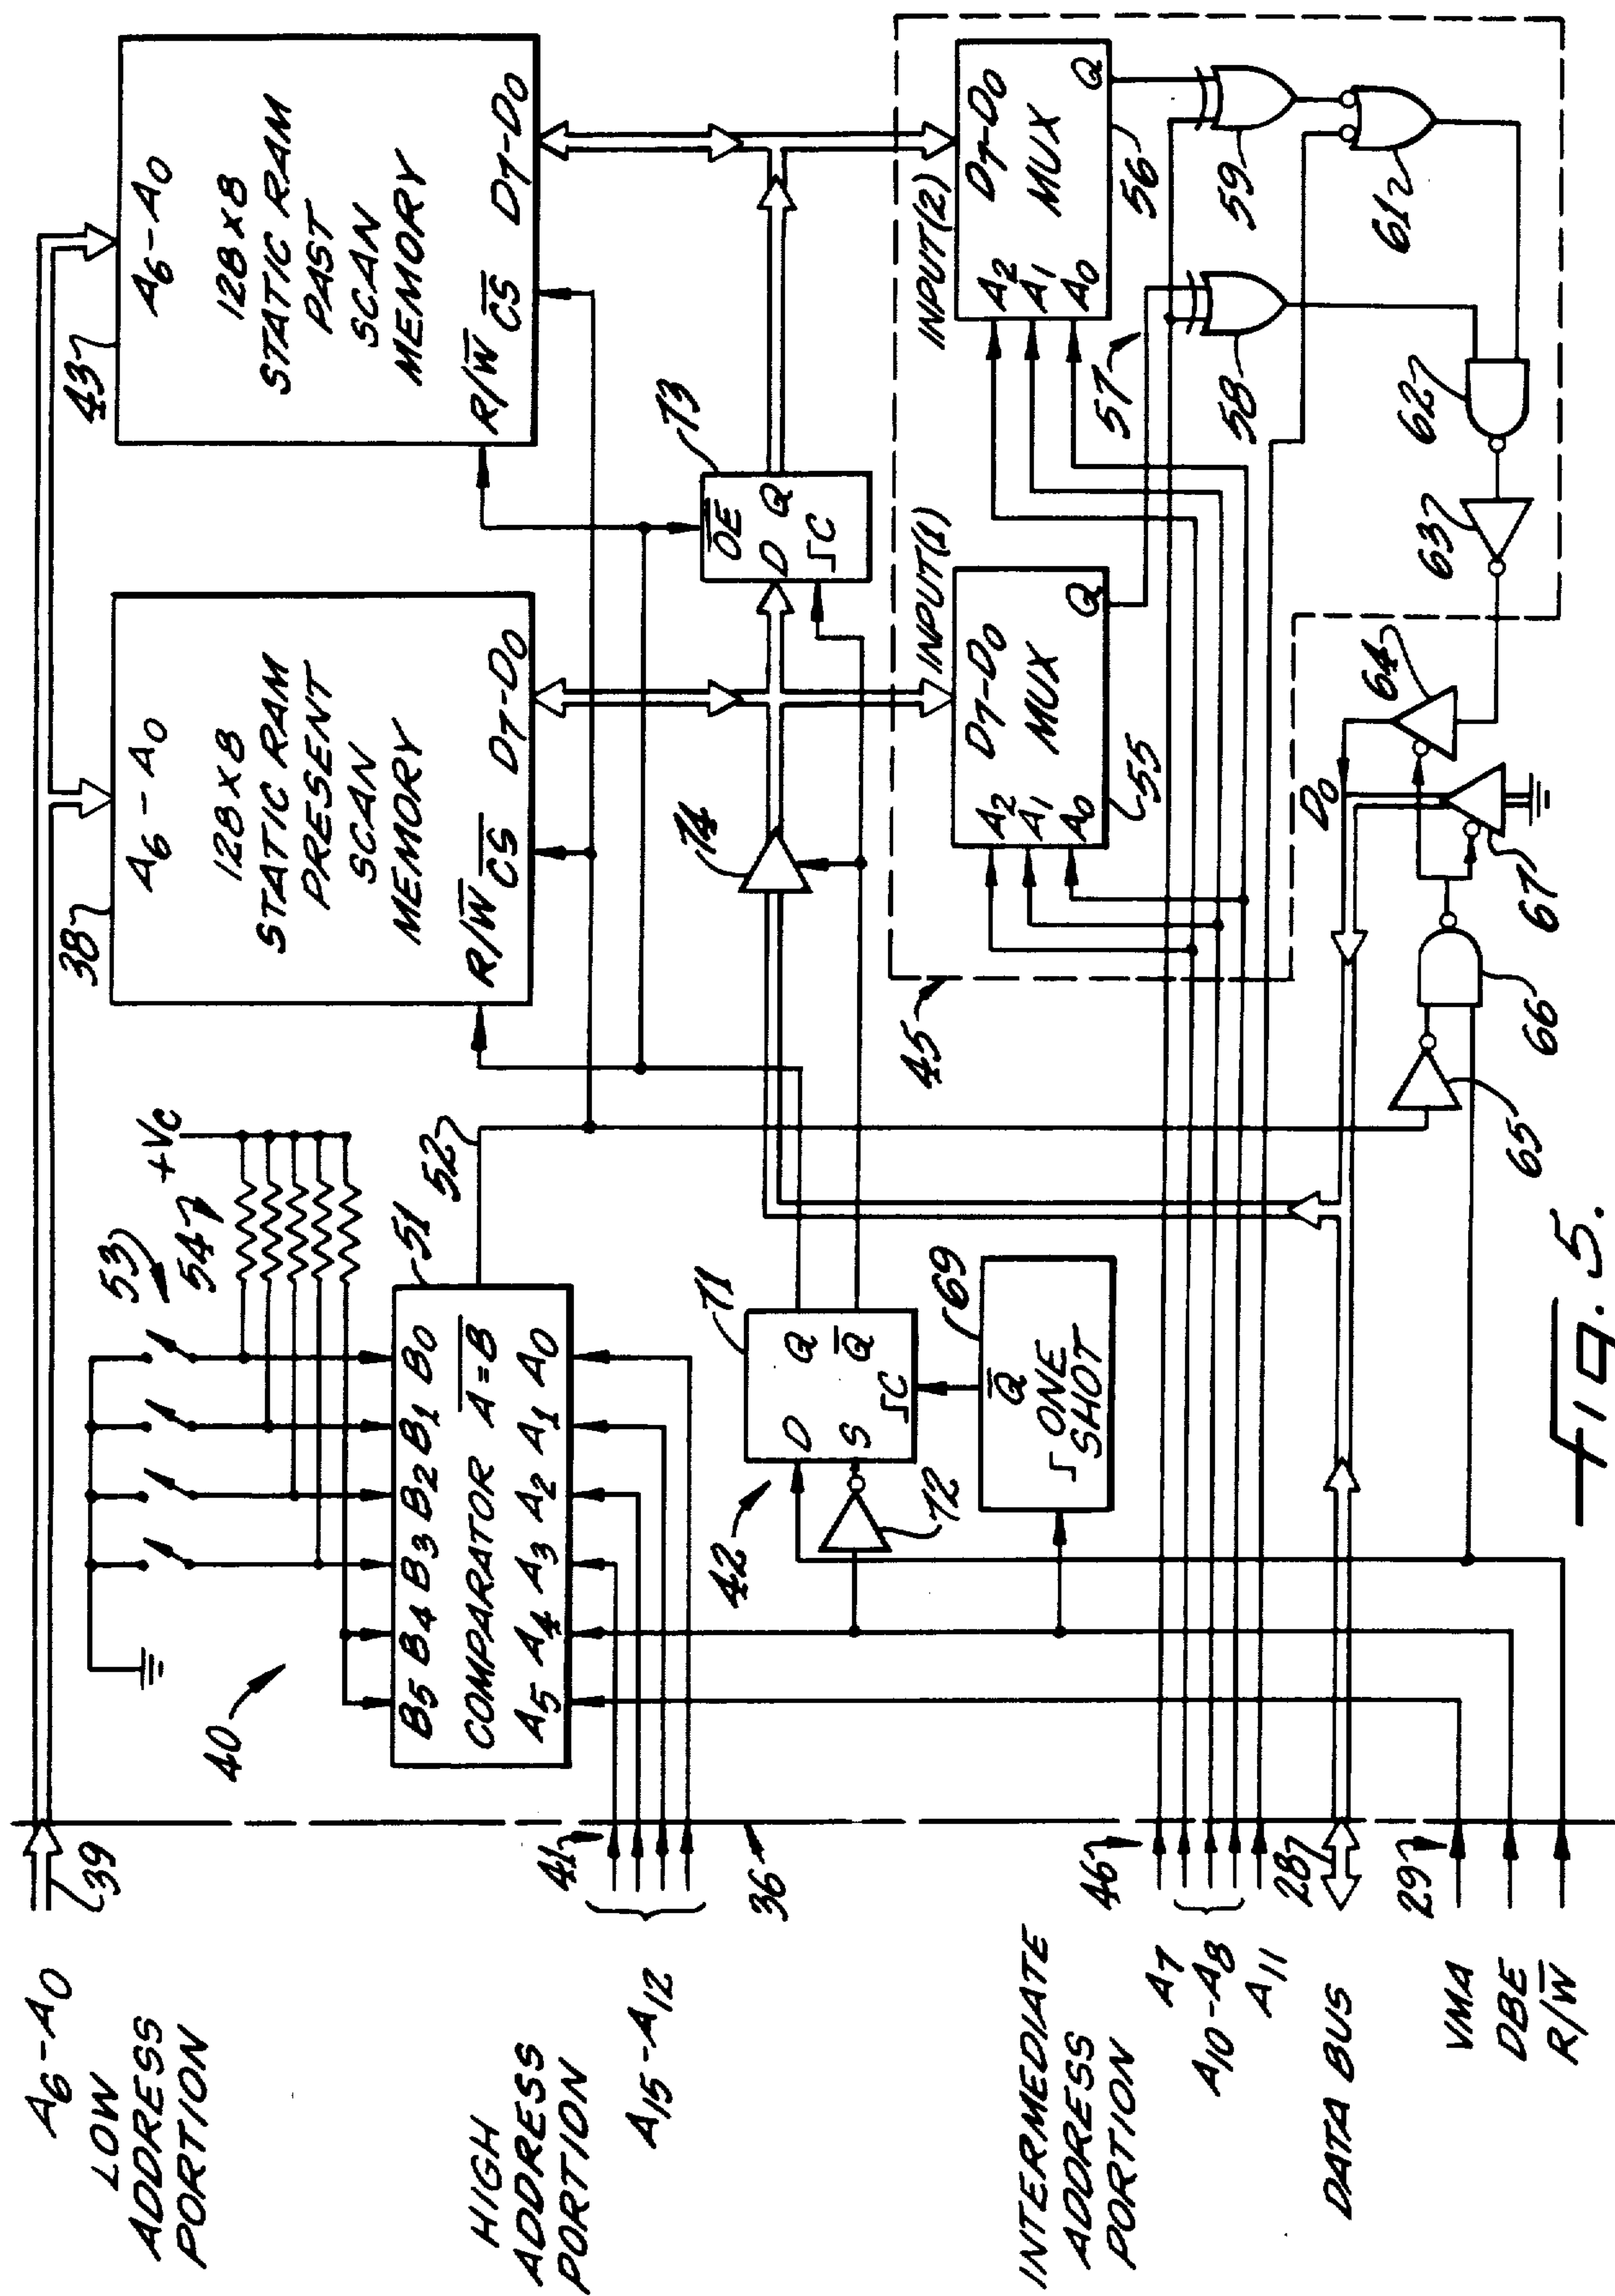 A6-A0
LOW
ADDRESS
PORTION
39
HIGH
ADDRESS
PORTION
A15-A12
41
36
INTERMEDIATE
ADDRESS
PORTION
A7
A10-A8
A11
46
DATA BUS
28
VMA
DBE
R/W̅
29
40
53
54
+Vc
B5 B4 B3 B2 B1 B0
COMPARATOR A̅=̅B̅
A5 A4 A3 A2 A1 A0
51
52
42
D Q
S Q̅
C
71
72
Q̅
ONE
SHOT
69
38
A6-A0
128 X 8
STATIC RAM
PRESENT
SCAN
MEMORY
R/W̅ C̅S̅ D7-D0
43
A6-A0
128 X 8
STATIC RAM
PAST
SCAN
MEMORY
R/W̅ C̅S̅ D7-D0
74
73
O̅E̅
D Q
C
45
INPUT(1)
A2 D7-D0
A1 MUX
A0 Q
55
INPUT(2)
A2 D7-D0
A1 MUX
A0 Q
56
57
58
59
61
62
63
64
D0
67
66
65
Fig. 5.